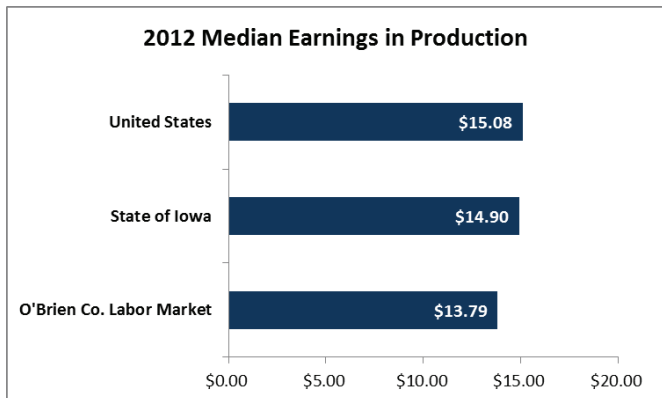 2012 Median Earnings in Production
United States
$15.08
State of Iowa
$14.90
O'Brien Co. Labor Market
$13.79
$0.00 $5.00 $10.00 $15.00 $20.00